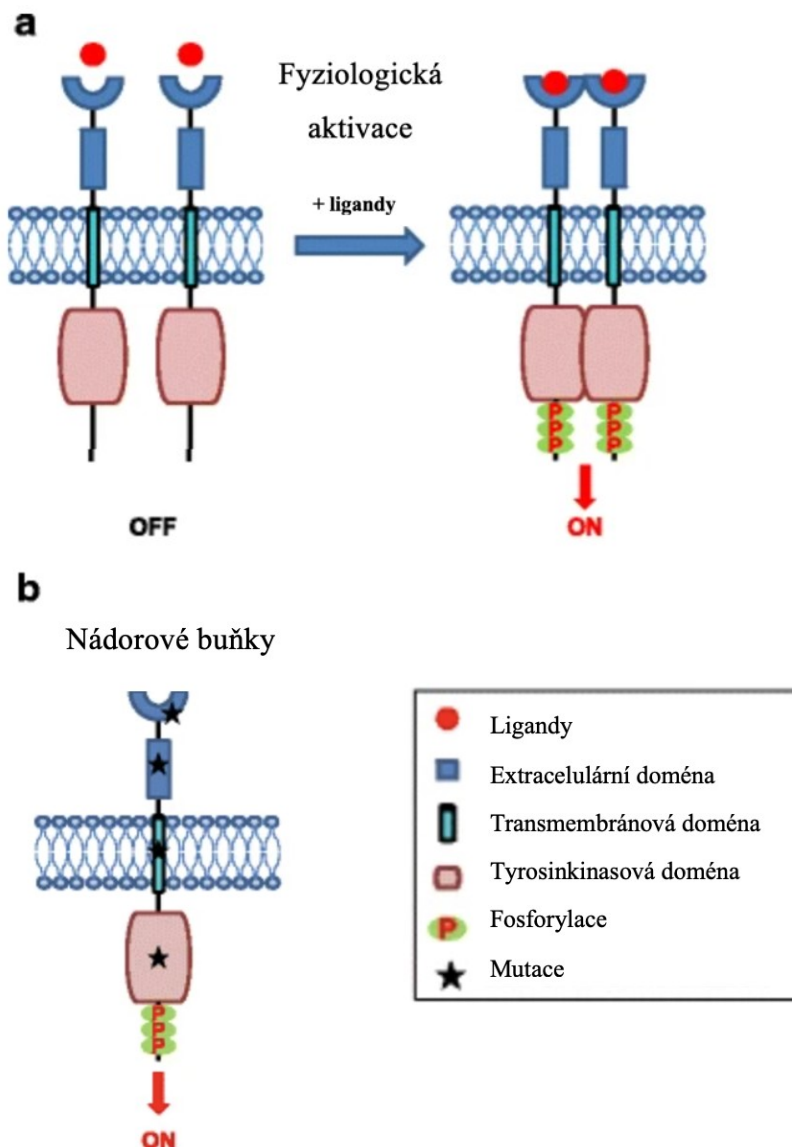 a
Fyziologická
aktivace
+ ligandy
P P
P P
P P
OFF
ON
b
Nádorové buňky
Ligandy
Extracelulární doména
Transmembránová doména
Tyrosinkinasová doména
P Fosforylace
Mutace
P
P
P
ON